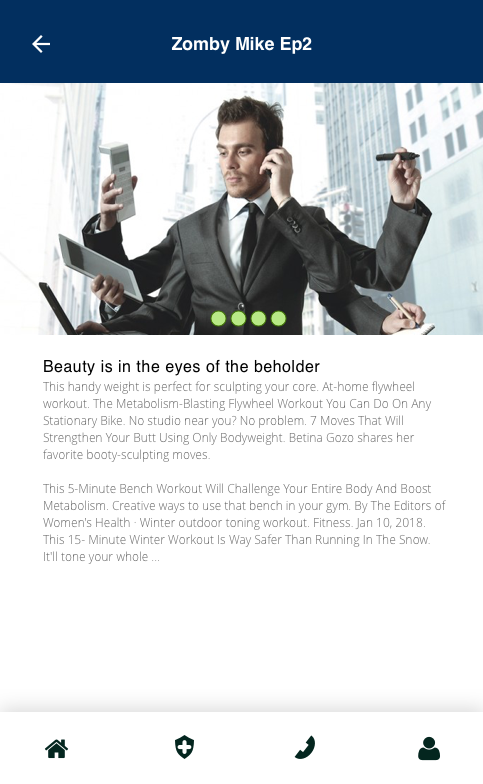 Zomby Mike Ep2
Beauty is in the eyes of the beholder
This handy weight is perfect for sculpting your core. At-home flywheel
workout. The Metabolism-Blasting Flywheel Workout You Can Do On Any
Stationary Bike. No studio near you? No problem. 7 Moves That Will
Strengthen Your Butt Using Only Bodyweight. Betina Gozo shares her
favorite booty-sculpting moves.
This 5-Minute Bench Workout Will Challenge Your Entire Body And Boost
Metabolism. Creative ways to use that bench in your gym. By The Editors of
Women's Health · Winter outdoor toning workout. Fitness. Jan 10, 2018.
This 15- Minute Winter Workout Is Way Safer Than Running In The Snow.
It'll tone your whole ...